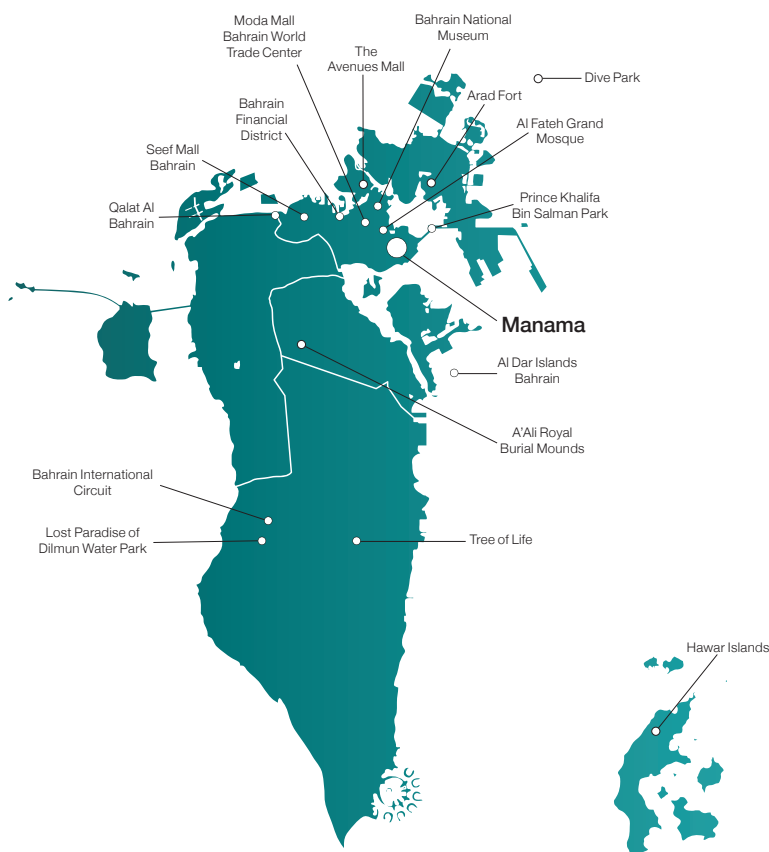 Moda Mall
Bahrain World
Trade Center
Bahrain National
Museum
The
Avenues Mall
Dive Park
Arad Fort
Bahrain
Financial
District
Al Fateh Grand
Mosque
Seef Mall
Bahrain
Prince Khalifa
Bin Salman Park
Qalat Al
Bahrain
Manama
Al Dar Islands
Bahrain
A'Ali Royal
Burial Mounds
Bahrain International
Circuit
Lost Paradise of
Dilmun Water Park
Tree of Life
Hawar Islands